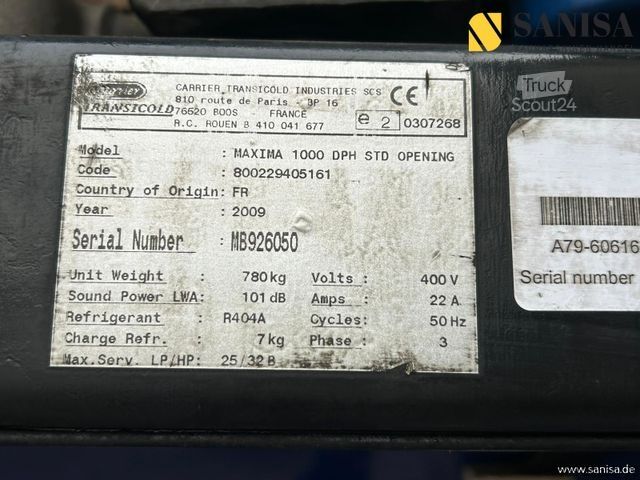 SANISA
Truck
Scout24
Carrier
TRANSICOLD
CARRIER TRANSICOLD INDUSTRIES SCS
810 route de Paris BP 16
76520 BOOS - FRANCE
R.C. ROUEN B 410 041 677
CE
e 2 0307268
Model : MAXIMA 1000 DPH STD OPENING
Code : 800229405161
Country of Origin: FR
Year : 2009
Serial Number : MB926050
Unit Weight : 780kg Volts : 400 V
Sound Power LWA: 101 dB Amps : 22 A
Refrigerant : R404A Cycles: 50 Hz
Charge Refr. : 7kg Phase : 3
Max.Serv. LP/HP: 25/32 B
A79-60616
Serial number
www.sanisa.de